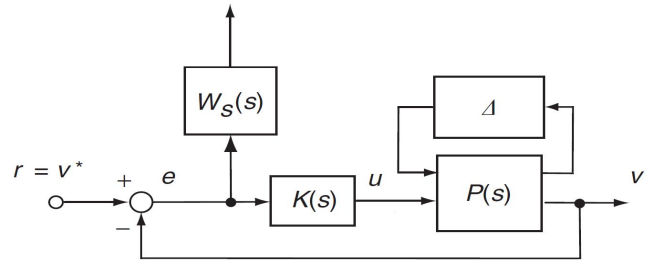 W_S(s)
Δ
r = v*
+
e
K(s)
u
P(s)
v
−